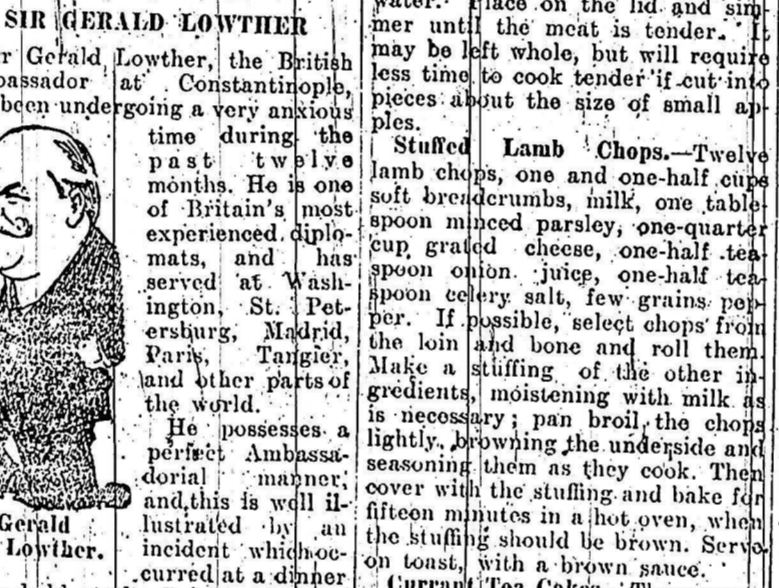 SIR GERALD LOWTHER
r Gerald Lowther, the British
bassador at Constantinople,
been undergoing a very anxious
time during the
past twelve
months. He is one
of Britain's most
experienced diplo-
mats, and has
served at Wash-
ington, St. Pet-
ersburg, Madrid,
Paris, Tangier,
and other parts of
the world.
He possesses a
perfect Ambassa-
dorial manner,
and this is well il-
lustrated by an
incident which oc-
curred at a dinner
Gerald
Lowther.
water. Place on the lid and sim-
mer until the meat is tender. It
may be left whole, but will require
less time to cook tender if cut into
pieces about the size of small ap-
ples.
Stuffed Lamb Chops.—Twelve
lamb chops, one and one-half cups
soft breadcrumbs, milk, one table-
spoon minced parsley, one-quarter
cup grated cheese, one-half tea-
spoon onion juice, one-half tea-
spoon celery salt, few grains pep-
per. If possible, select chops from
the loin and bone and roll them.
Make a stuffing of the other in-
gredients, moistening with milk as
is necessary; pan broil the chops
lightly, browning the underside and
seasoning them as they cook. Then
cover with the stuffing and bake for
fifteen minutes in a hot oven, when
the stuffing should be brown. Serve
on toast, with a brown sauce.
Currant Tea Cakes.